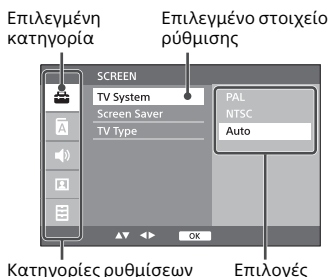 Επιλεγμένη κατηγορία
Επιλεγμένο στοιχείο ρύθμισης
SCREEN
TV System
Screen Saver
TV Type
PAL
NTSC
Auto
A
OK
Κατηγορίες ρυθμίσεων
Επιλογές